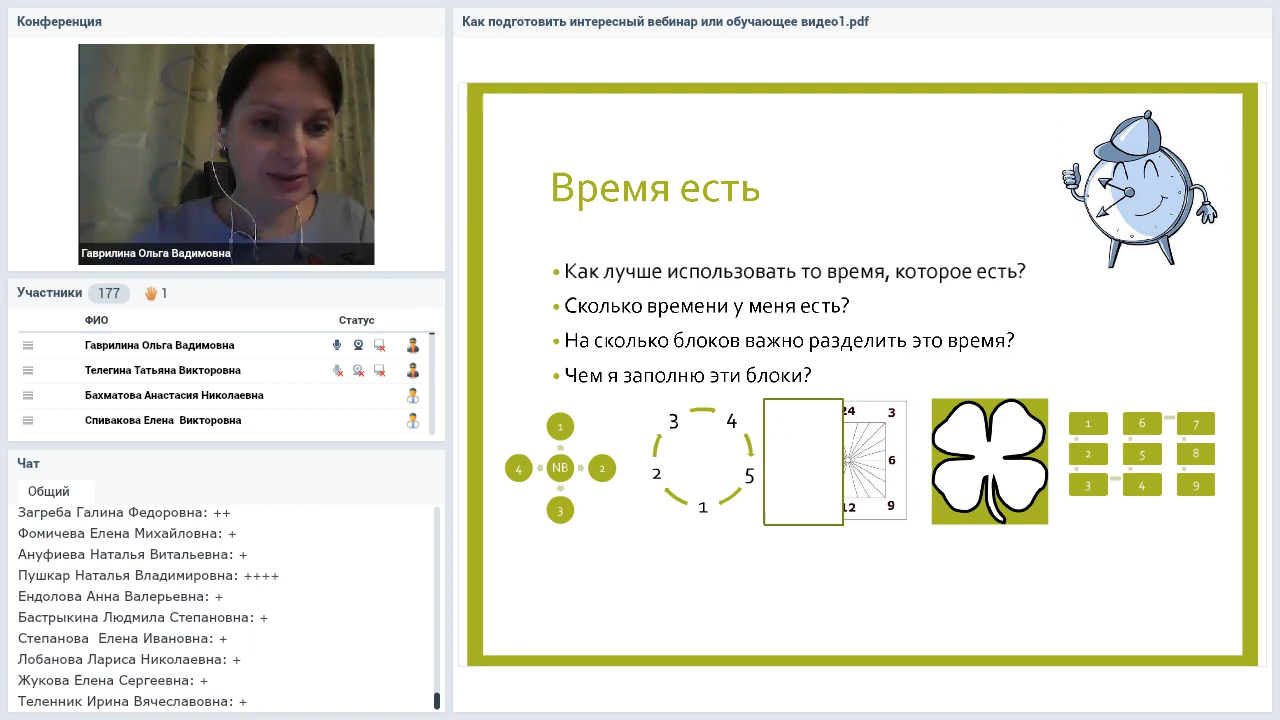 Конференция
Гаврилина Ольга Вадимовна
Участники 177 1
ФИО Статус
Гаврилина Ольга Вадимовна
Телегина Татьяна Викторовна
Бахматова Анастасия Николаевна
Спивакова Елена Викторовна
Чат
Общий
Загреба Галина Федоровна: ++
Фомичева Елена Михайловна: +
Ануфиева Наталья Витальевна: +
Пушкар Наталья Владимировна: ++++
Ендолова Анна Валерьевна: +
Бастрыкина Людмила Степановна: +
Степанова Елена Ивановна: +
Лобанова Лариса Николаевна: +
Жукова Елена Сергеевна: +
Теленник Ирина Вячеславовна: +
Как подготовить интересный вебинар или обучающее видео1.pdf
Время есть
• Как лучше использовать то время, которое есть?
• Сколько времени у меня есть?
• На сколько блоков важно разделить это время?
• Чем я заполню эти блоки?
1
4 NB 2
3
3 4
2 5
1
24 3
6
12 9
1 6 7
2 5 8
3 4 9